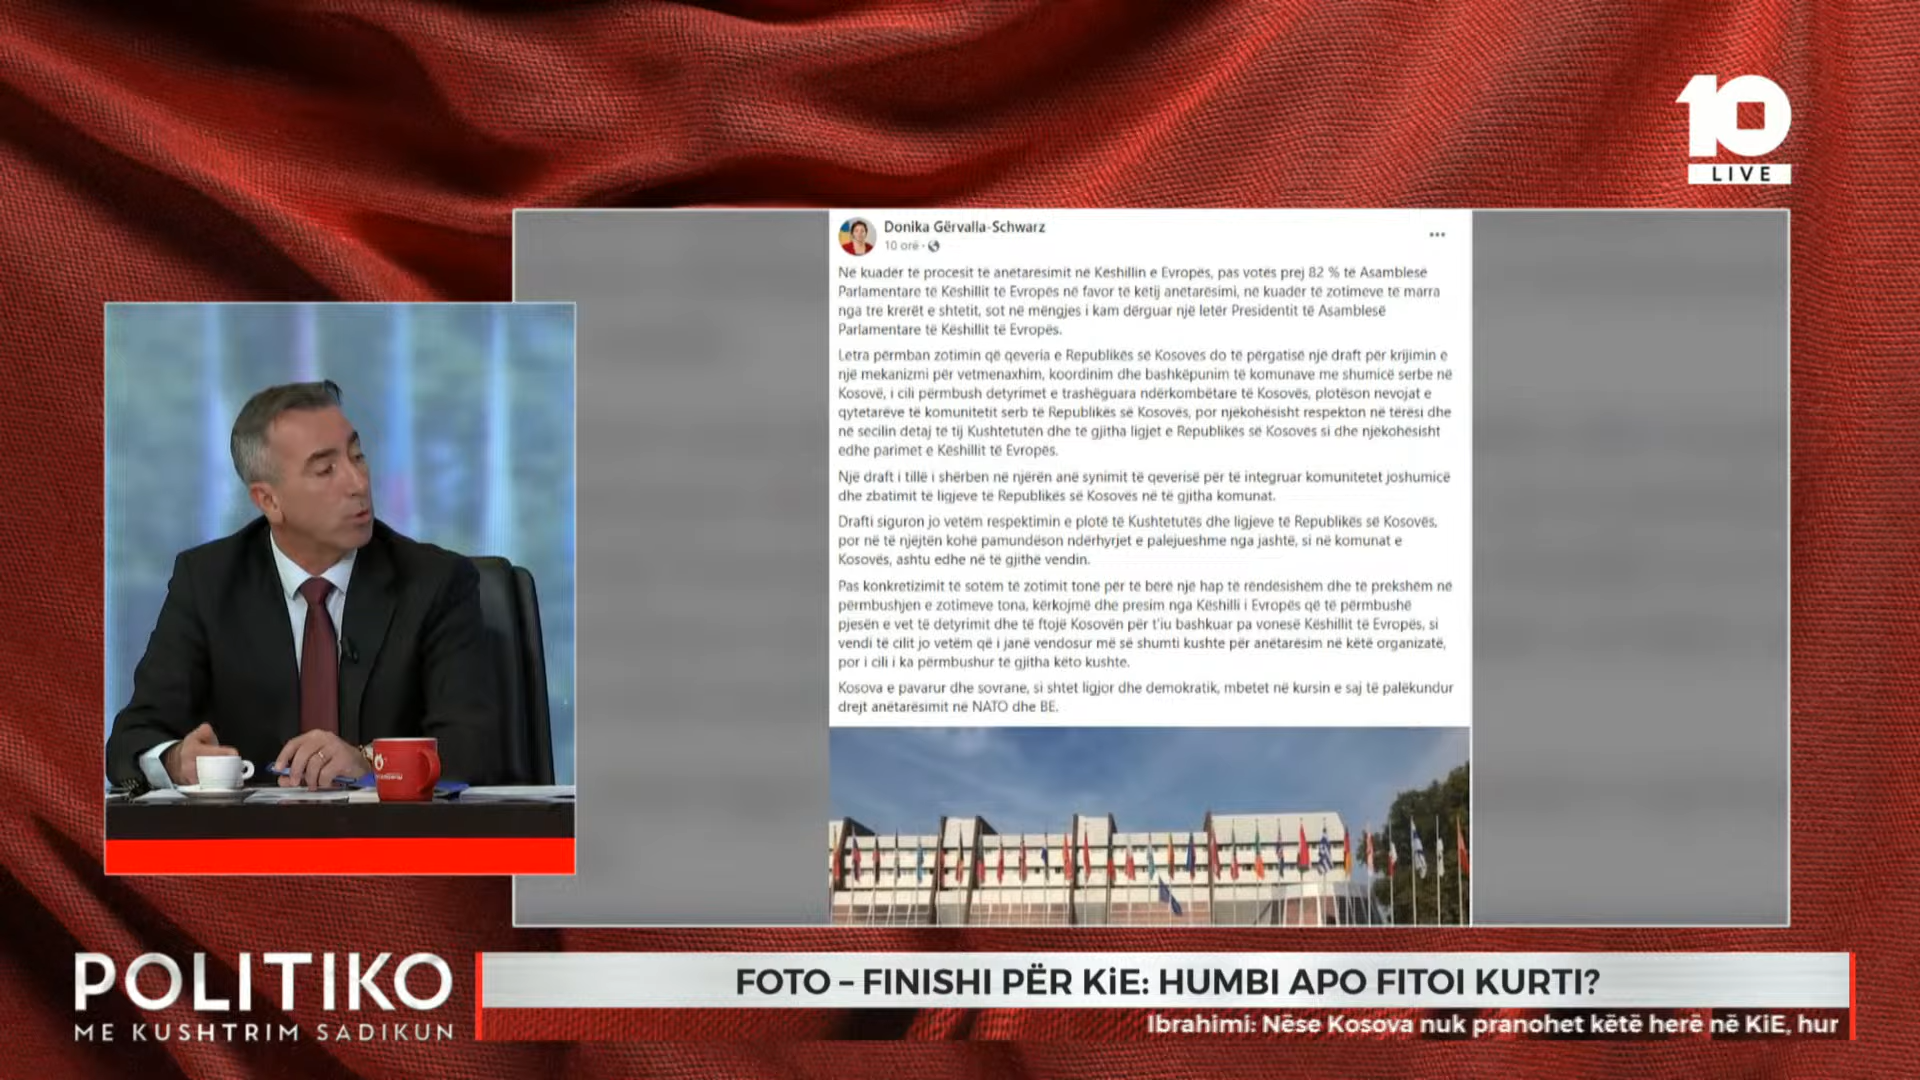 10
LIVE
Donika Gërvalla-Schwarz
10 orë ·
Në kuadër të procesit të anëtarësimit në Këshillin e Evropës, pas votës prej 82 % të Asamblesë
Parlamentare të Këshillit të Evropës në favor të këtij anëtarësimi, në kuadër të zotimeve të marra
nga tre krerët e shtetit, sot në mëngjes i kam dërguar një letër Presidentit të Asamblesë
Parlamentare të Këshillit të Evropës.
Letra përmban zotimin që qeveria e Republikës së Kosovës do të përgatisë një draft për krijimin e
një mekanizmi për vetmenaxhim, koordinim dhe bashkëpunim të komunave me shumicë serbe në
Kosovë, i cili përmbush detyrimet e trashëguara ndërkombëtare të Kosovës, plotëson nevojat e
qytetarëve të komunitetit serb të Republikës së Kosovës, por njëkohësisht respekton në tërësi dhe
në secilin detaj të tij Kushtetutën dhe të gjitha ligjet e Republikës së Kosovës si dhe njëkohësisht
edhe parimet e Këshillit të Evropës.
Një draft i tillë i shërben në njërën anë synimit të qeverisë për të integruar komunitetet joshumicë
dhe zbatimit të ligjeve të Republikës së Kosovës në të gjitha komunat.
Drafti siguron jo vetëm respektimin e plotë të Kushtetutës dhe ligjeve të Republikës së Kosovës,
por në të njëjtën kohë pamundëson ndërhyrjet e palejueshme nga jashtë, si në komunat e
Kosovës, ashtu edhe në të gjithë vendin.
Pas konkretizimit të sotëm të zotimit tonë për të bërë një hap të rëndësishëm dhe të prekshëm në
përmbushjen e zotimeve tona, kërkojmë dhe presim nga Këshilli i Evropës që të përmbushë
pjesën e vet të detyrimit dhe të ftojë Kosovën për t'iu bashkuar pa vonesë Këshillit të Evropës, si
vendi të cilit jo vetëm që i janë vendosur më së shumti kushte për anëtarësim në këtë organizatë,
por i cili i ka përmbushur të gjitha këto kushte.
Kosova e pavarur dhe sovrane, si shtet ligjor dhe demokratik, mbetet në kursin e saj të palëkundur
drejt anëtarësimit në NATO dhe BE.
POLITIKO
ME KUSHTRIM SADIKUN
FOTO – FINISHI PËR KiE: HUMBI APO FITOI KURTI?
Ibrahimi: Nëse Kosova nuk pranohet këtë herë në KiE, hur